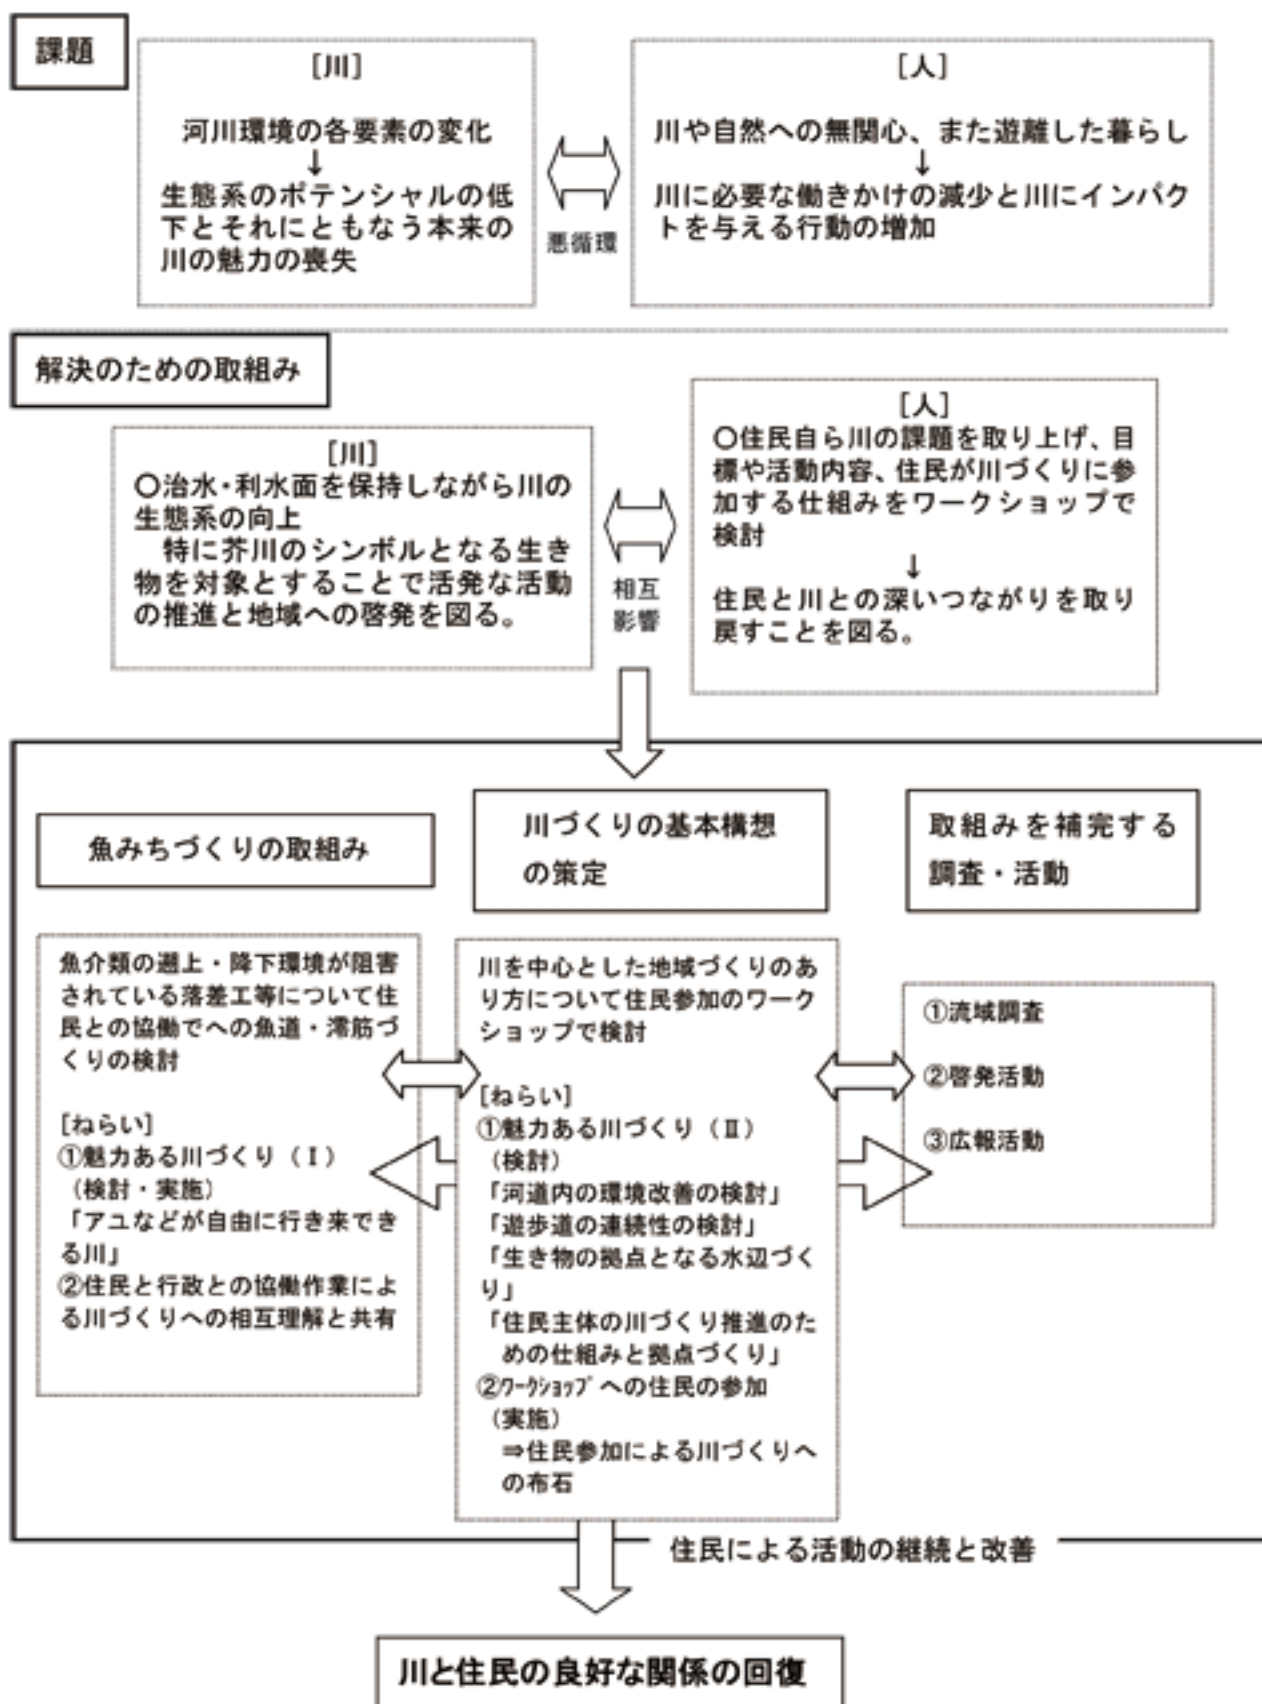 課題
[川]
河川環境の各要素の変化
↓
生態系のポテンシャルの低
下とそれにともなう本来の
川の魅力の喪失
悪循環
[人]
川や自然への無関心、また遊離した暮らし
↓
川に必要な働きかけの減少と川にインパク
トを与える行動の増加
解決のための取組み
[川]
○治水・利水面を保持しながら川の
生態系の向上
特に芥川のシンボルとなる生き
物を対象とすることで活発な活動
の推進と地域への啓発を図る。
相互
影響
[人]
○住民自ら川の課題を取り上げ、目
標や活動内容、住民が川づくりに参
加する仕組みをワークショップで
検討
↓
住民と川との深いつながりを取り
戻すことを図る。
魚みちづくりの取組み
魚介類の遡上・降下環境が阻害
されている落差工等について住
民との協働でへの魚道・澪筋づ
くりの検討
[ねらい]
①魅力ある川づくり（Ⅰ）
（検討・実施）
「アユなどが自由に行き来でき
る川」
②住民と行政との協働作業によ
る川づくりへの相互理解と共有
川づくりの基本構想
の策定
川を中心とした地域づくりのあ
り方について住民参加のワーク
ショップで検討
[ねらい]
①魅力ある川づくり（Ⅱ）
（検討）
「河道内の環境改善の検討」
「遊歩道の連続性の検討」
「生き物の拠点となる水辺づく
り」
「住民主体の川づくり推進のた
めの仕組みと拠点づくり」
②ﾜｰｸｼｮｯﾌﾟへの住民の参加
（実施）
⇒住民参加による川づくりへ
の布石
取組みを補完する
調査・活動
①流域調査
②啓発活動
③広報活動
住民による活動の継続と改善
川と住民の良好な関係の回復